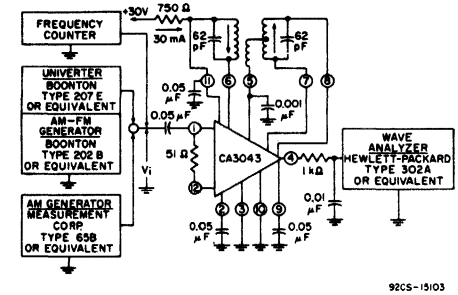 FREQUENCY
COUNTER
+30V
750 Ω
30 mA
62
pF
62
pF
11
6
5
7
8
0.05
μF
0.001
μF
UNIVERTER
BOONTON
TYPE 207 E
OR EQUIVALENT
AM-FM
GENERATOR
BOONTON
TYPE 202 B
OR EQUIVALENT
AM GENERATOR
MEASUREMENT
CORP.
TYPE 65B
OR EQUIVALENT
0.05 μF
Vi
1
51 Ω
12
CA3043
4
1 kΩ
WAVE
ANALYZER
HEWLETT-PACKARD
TYPE 302A
OR EQUIVALENT
0.01
μF
2
3
10
9
0.05
μF
0.05
μF
92CS-15103